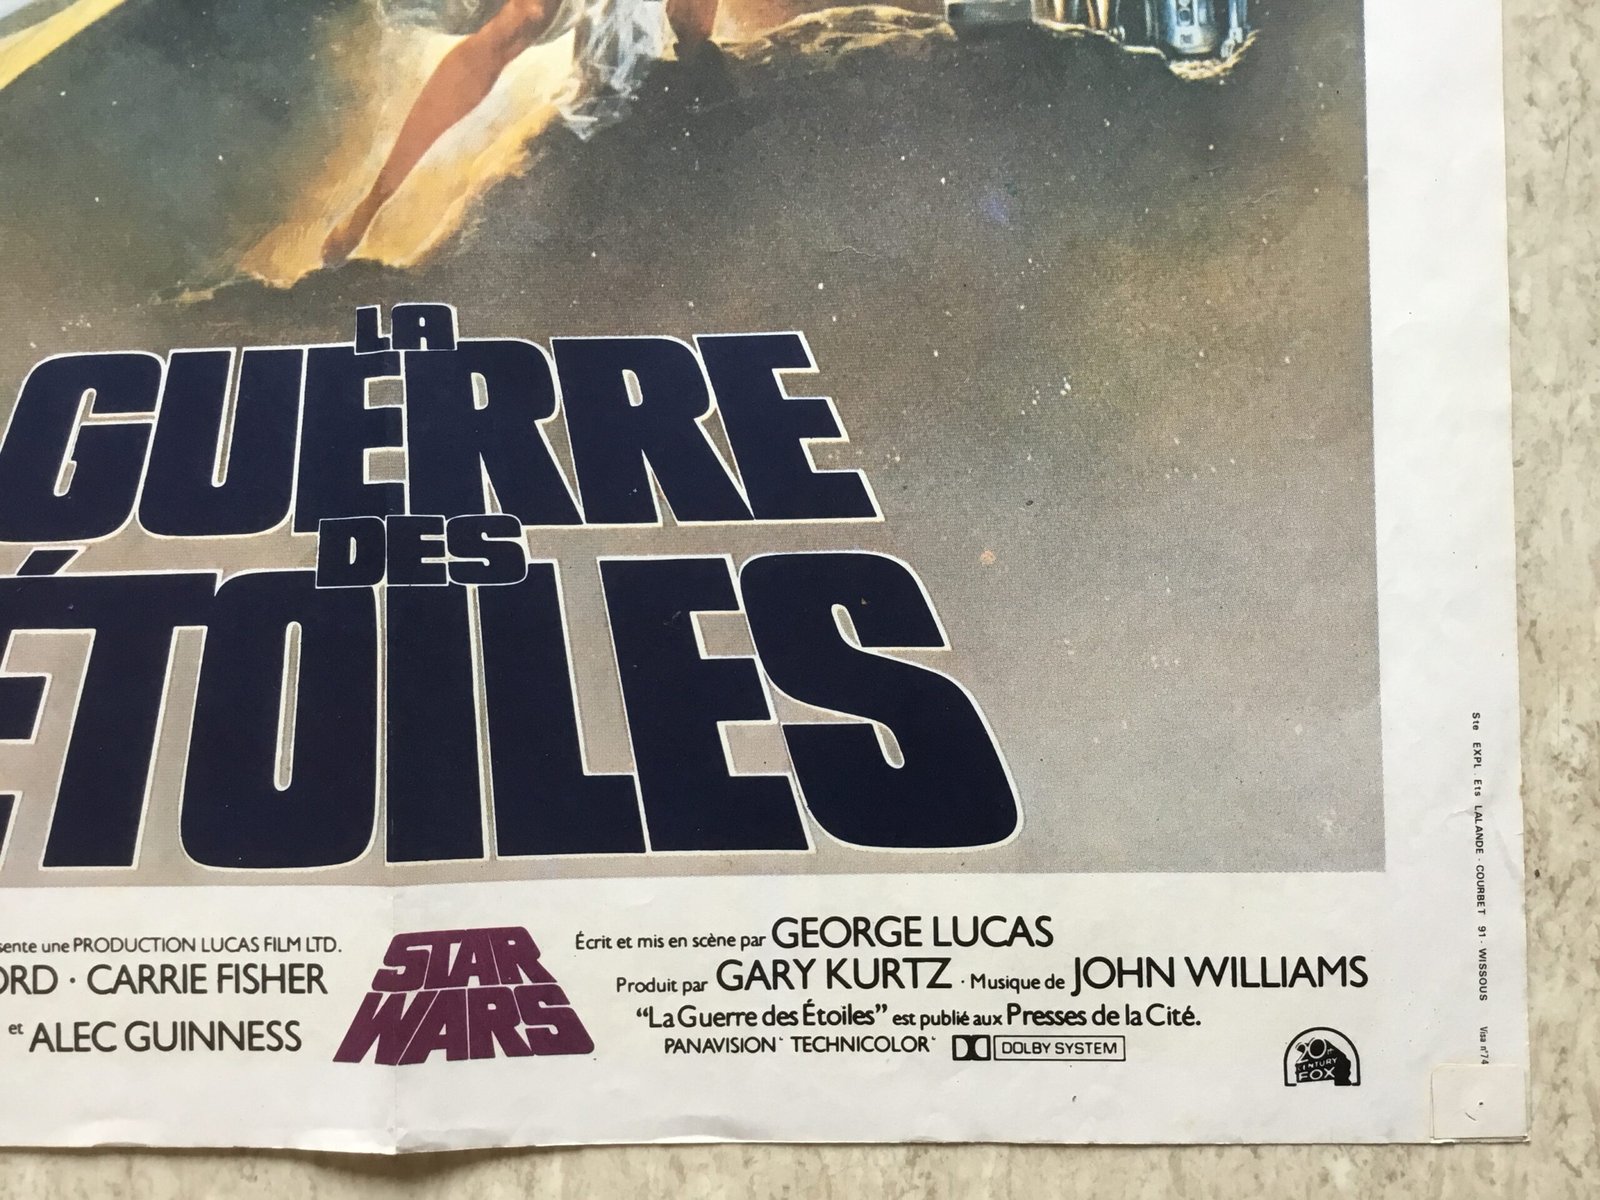 LA
GUERRE
DES
ÉTOILES
une PRODUCTION LUCAS FILM LTD.
CARRIE FISHER
et ALEC GUINNESS
STAR
WARS
Écrit et mis en scène par GEORGE LUCAS
Produit par GARY KURTZ · Musique de JOHN WILLIAMS
“La Guerre des Étoiles” est publié aux Presses de la Cité.
PANAVISION® TECHNICOLOR® DOLBY SYSTEM
20th
CENTURY
FOX
Ste EXPL. Ets LALANDE - COURBET 91 - WISSOUS Visa n°74